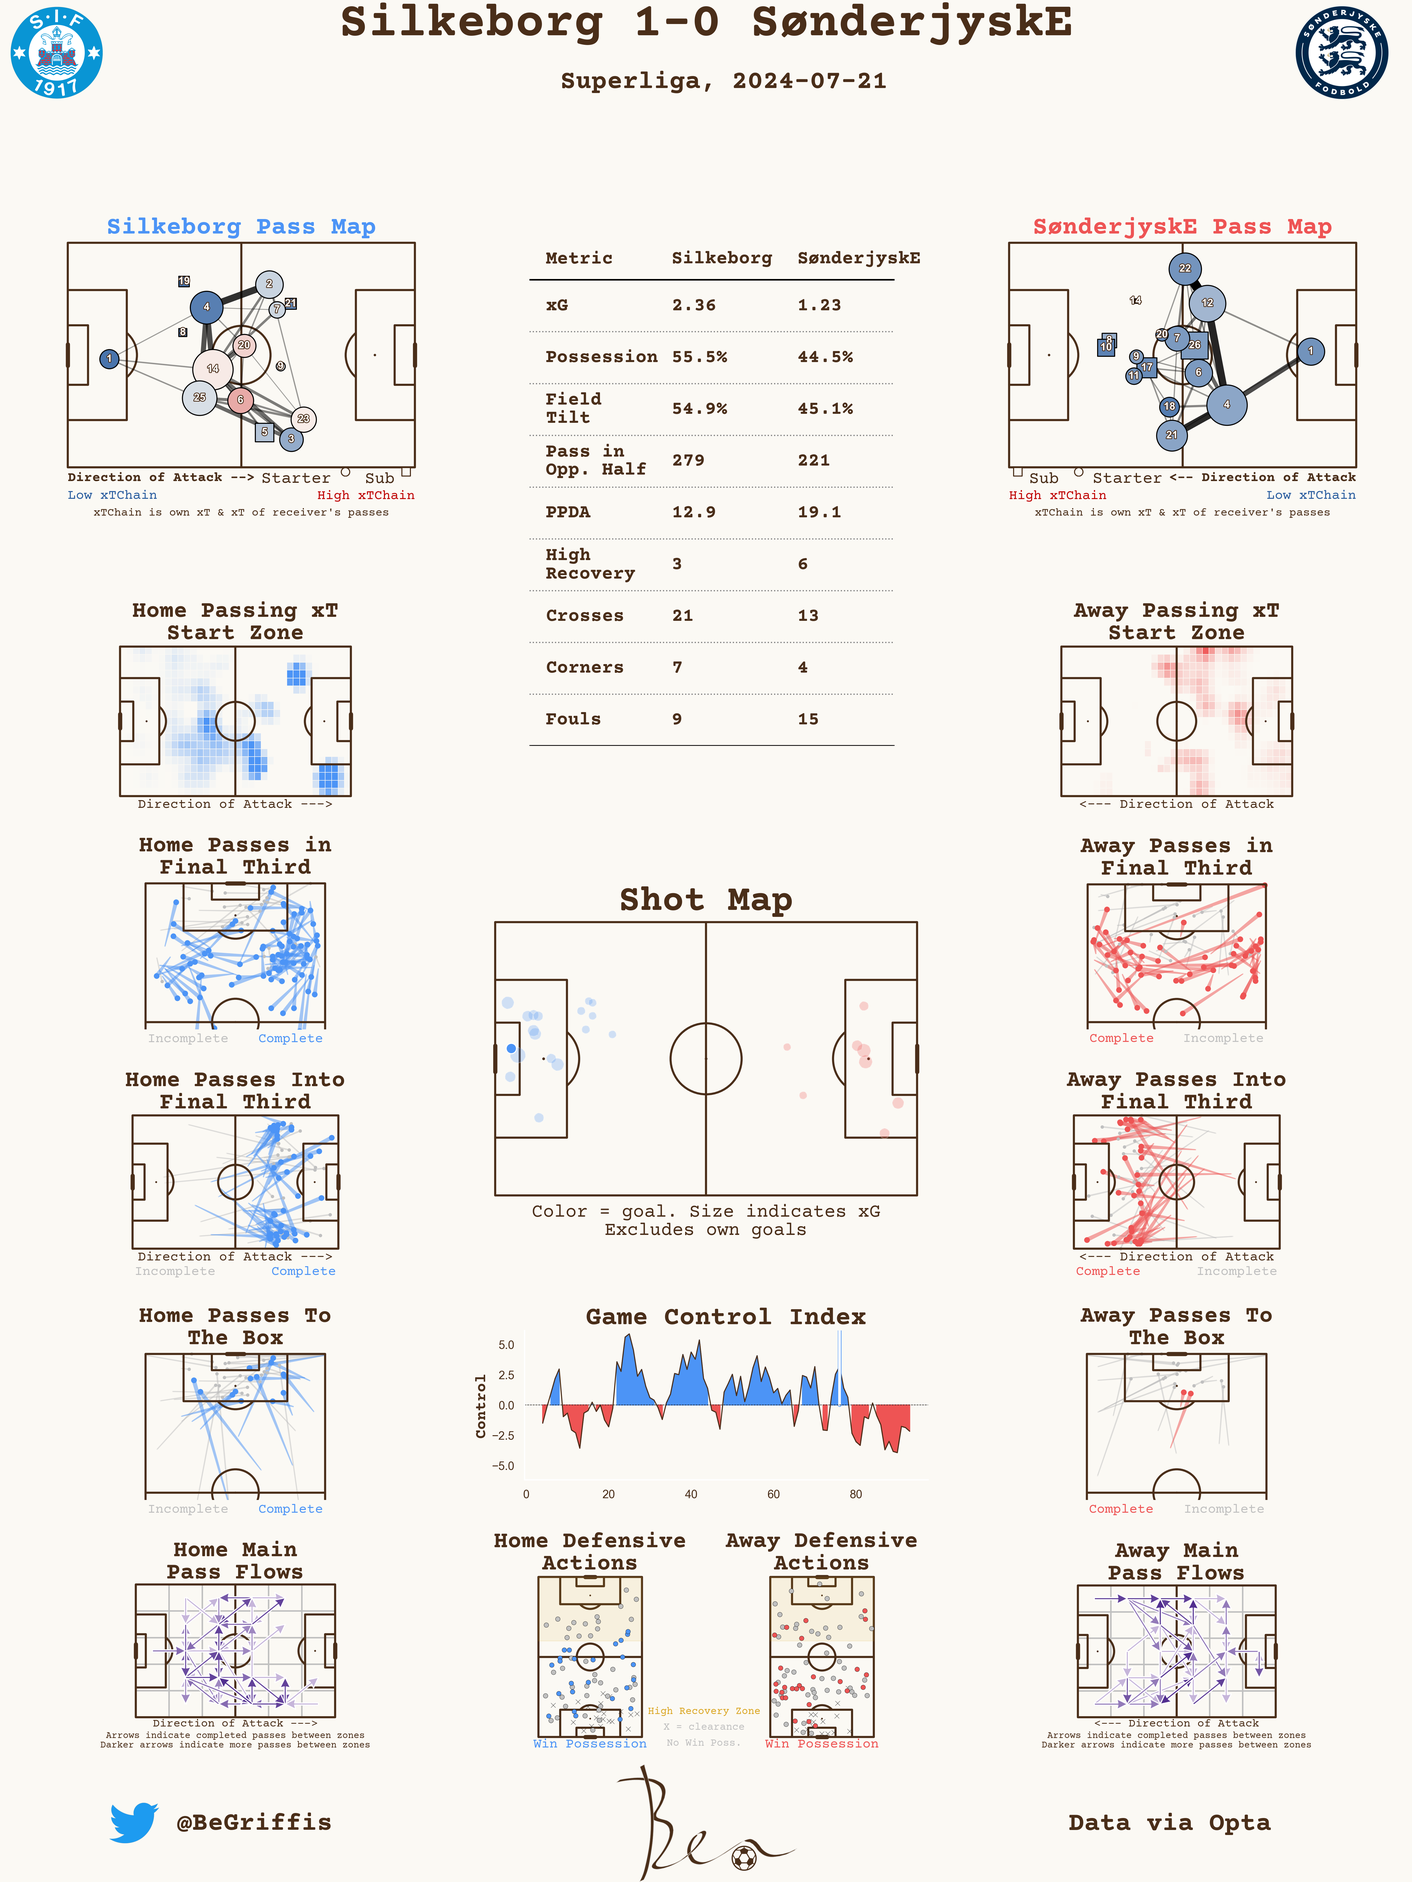 Silkeborg 1-0 SønderjyskE
Superliga, 2024-07-21
S·I·F
1917
SØNDERJYSKE
FODBOLD
Silkeborg Pass Map
19
2
4
7
21
8
20
1
14
9
25
6
23
5
3
Direction of Attack --> Starter Sub
Low xTChain High xTChain
xTChain is own xT & xT of receiver's passes
Metric Silkeborg SønderjyskE
xG 2.36 1.23
Possession 55.5% 44.5%
Field
Tilt 54.9% 45.1%
Pass in
Opp. Half 279 221
PPDA 12.9 19.1
High
Recovery 3 6
Crosses 21 13
Corners 7 4
Fouls 9 15
SønderjyskE Pass Map
22
14
12
20
7
8
10
26
1
9
17
11
6
18
4
21
Sub Starter <-- Direction of Attack
High xTChain Low xTChain
xTChain is own xT & xT of receiver's passes
Home Passing xT
Start Zone
Direction of Attack --->
Away Passing xT
Start Zone
<--- Direction of Attack
Home Passes in
Final Third
Incomplete Complete
Away Passes in
Final Third
Complete Incomplete
Shot Map
Color = goal. Size indicates xG
Excludes own goals
Home Passes Into
Final Third
Direction of Attack --->
Incomplete Complete
Away Passes Into
Final Third
<--- Direction of Attack
Complete Incomplete
Home Passes To
The Box
Incomplete Complete
Game Control Index
Control
5.0
2.5
0.0
−2.5
−5.0
0 20 40 60 80
Away Passes To
The Box
Complete Incomplete
Home Main
Pass Flows
Direction of Attack --->
Arrows indicate completed passes between zones
Darker arrows indicate more passes between zones
Home Defensive
Actions
Win Possession
Away Defensive
Actions
Win Possession
High Recovery Zone
X = clearance
No Win Poss.
Away Main
Pass Flows
<--- Direction of Attack
Arrows indicate completed passes between zones
Darker arrows indicate more passes between zones
@BeGriffis
Ben
Data via Opta